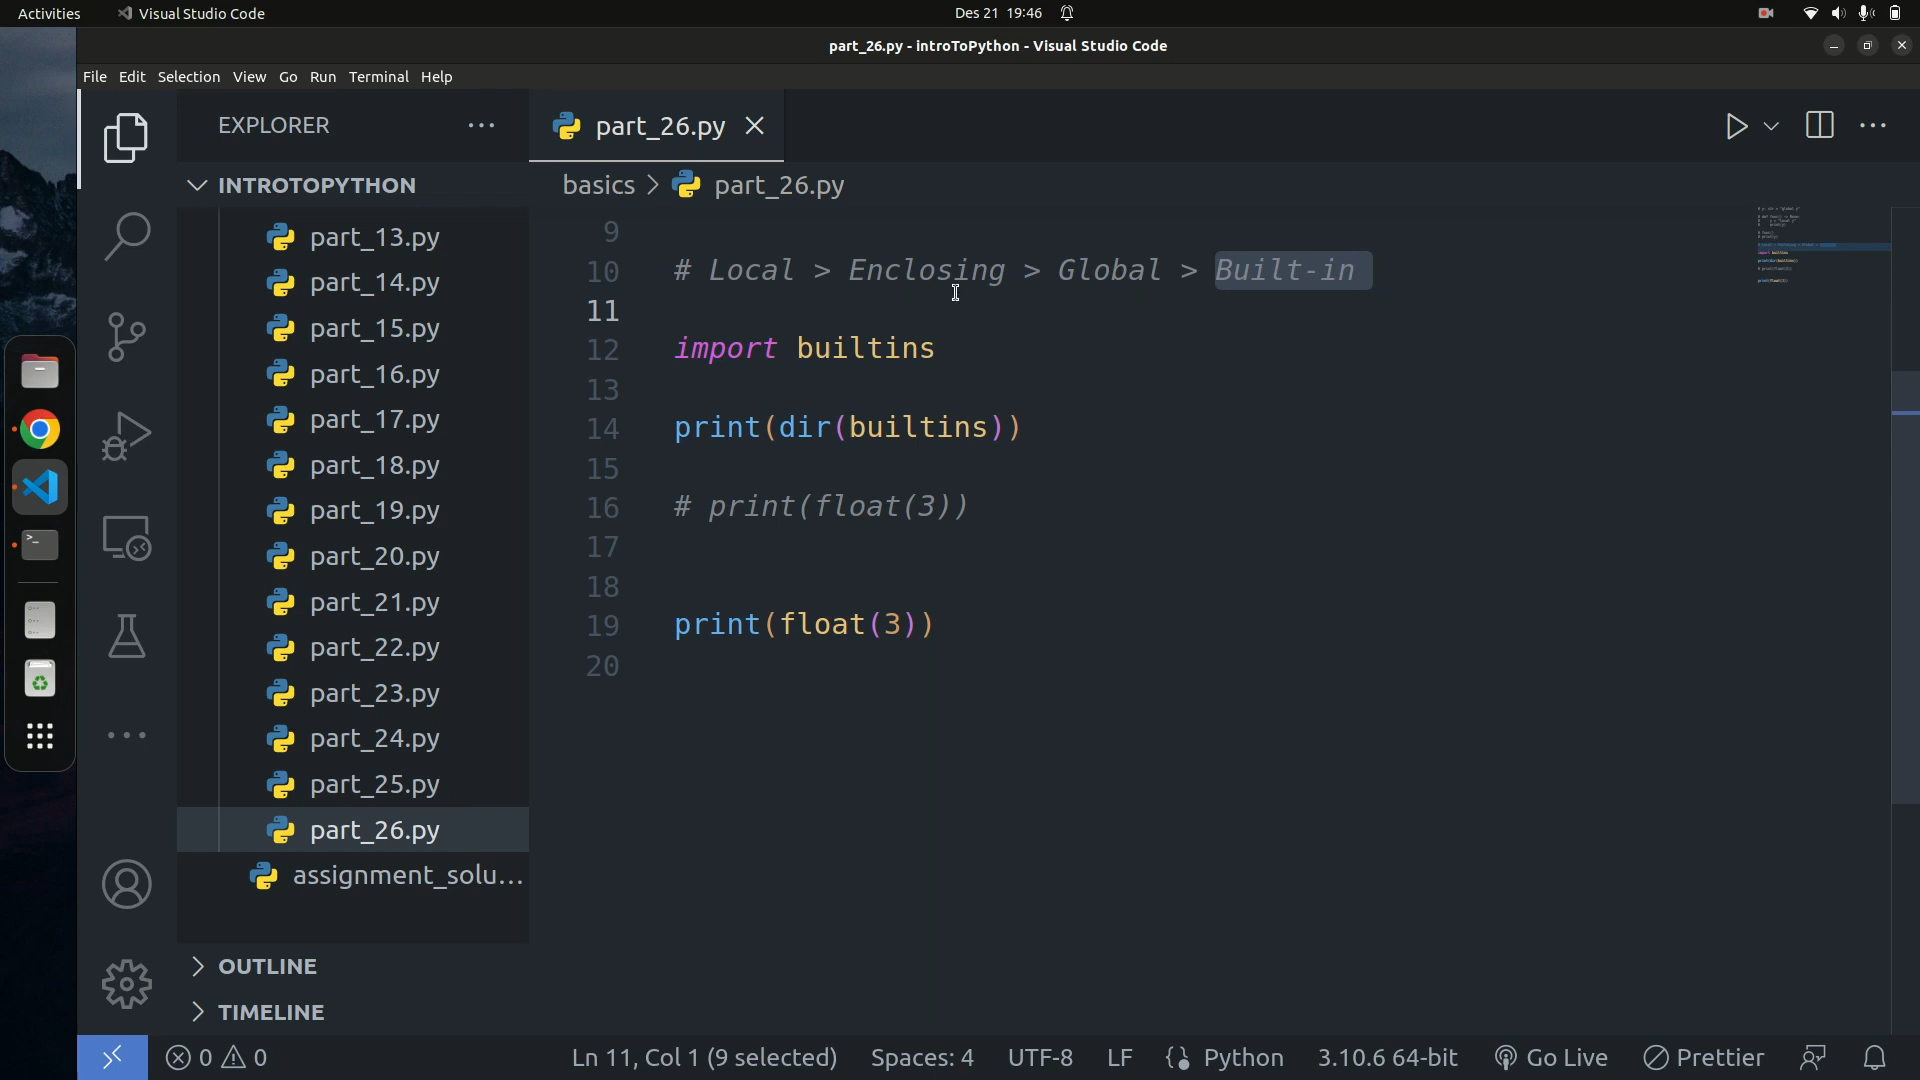 Activities
Visual Studio Code
Des 21 19:46
part_26.py - introToPython - Visual Studio Code
File Edit Selection View Go Run Terminal Help
EXPLORER
part_26.py
INTROTOPYTHON
basics > part_26.py
part_13.py
part_14.py
part_15.py
part_16.py
part_17.py
part_18.py
part_19.py
part_20.py
part_21.py
part_22.py
part_23.py
part_24.py
part_25.py
part_26.py
assignment_solu...
OUTLINE
TIMELINE
9
10 # Local > Enclosing > Global > Built-in
11
12 import builtins
13
14 print(dir(builtins))
15
16 # print(float(3))
17
18
19 print(float(3))
20
0 0
Ln 11, Col 1 (9 selected)
Spaces: 4
UTF-8
LF
Python
3.10.6 64-bit
Go Live
Prettier